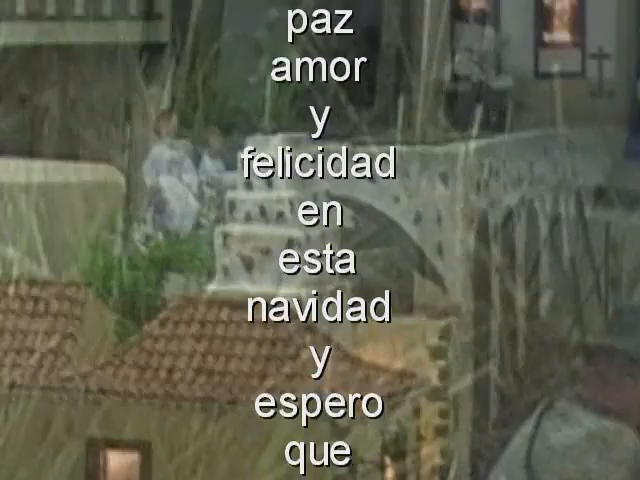 paz
amor
y
felicidad
en
esta
navidad
y
espero
que